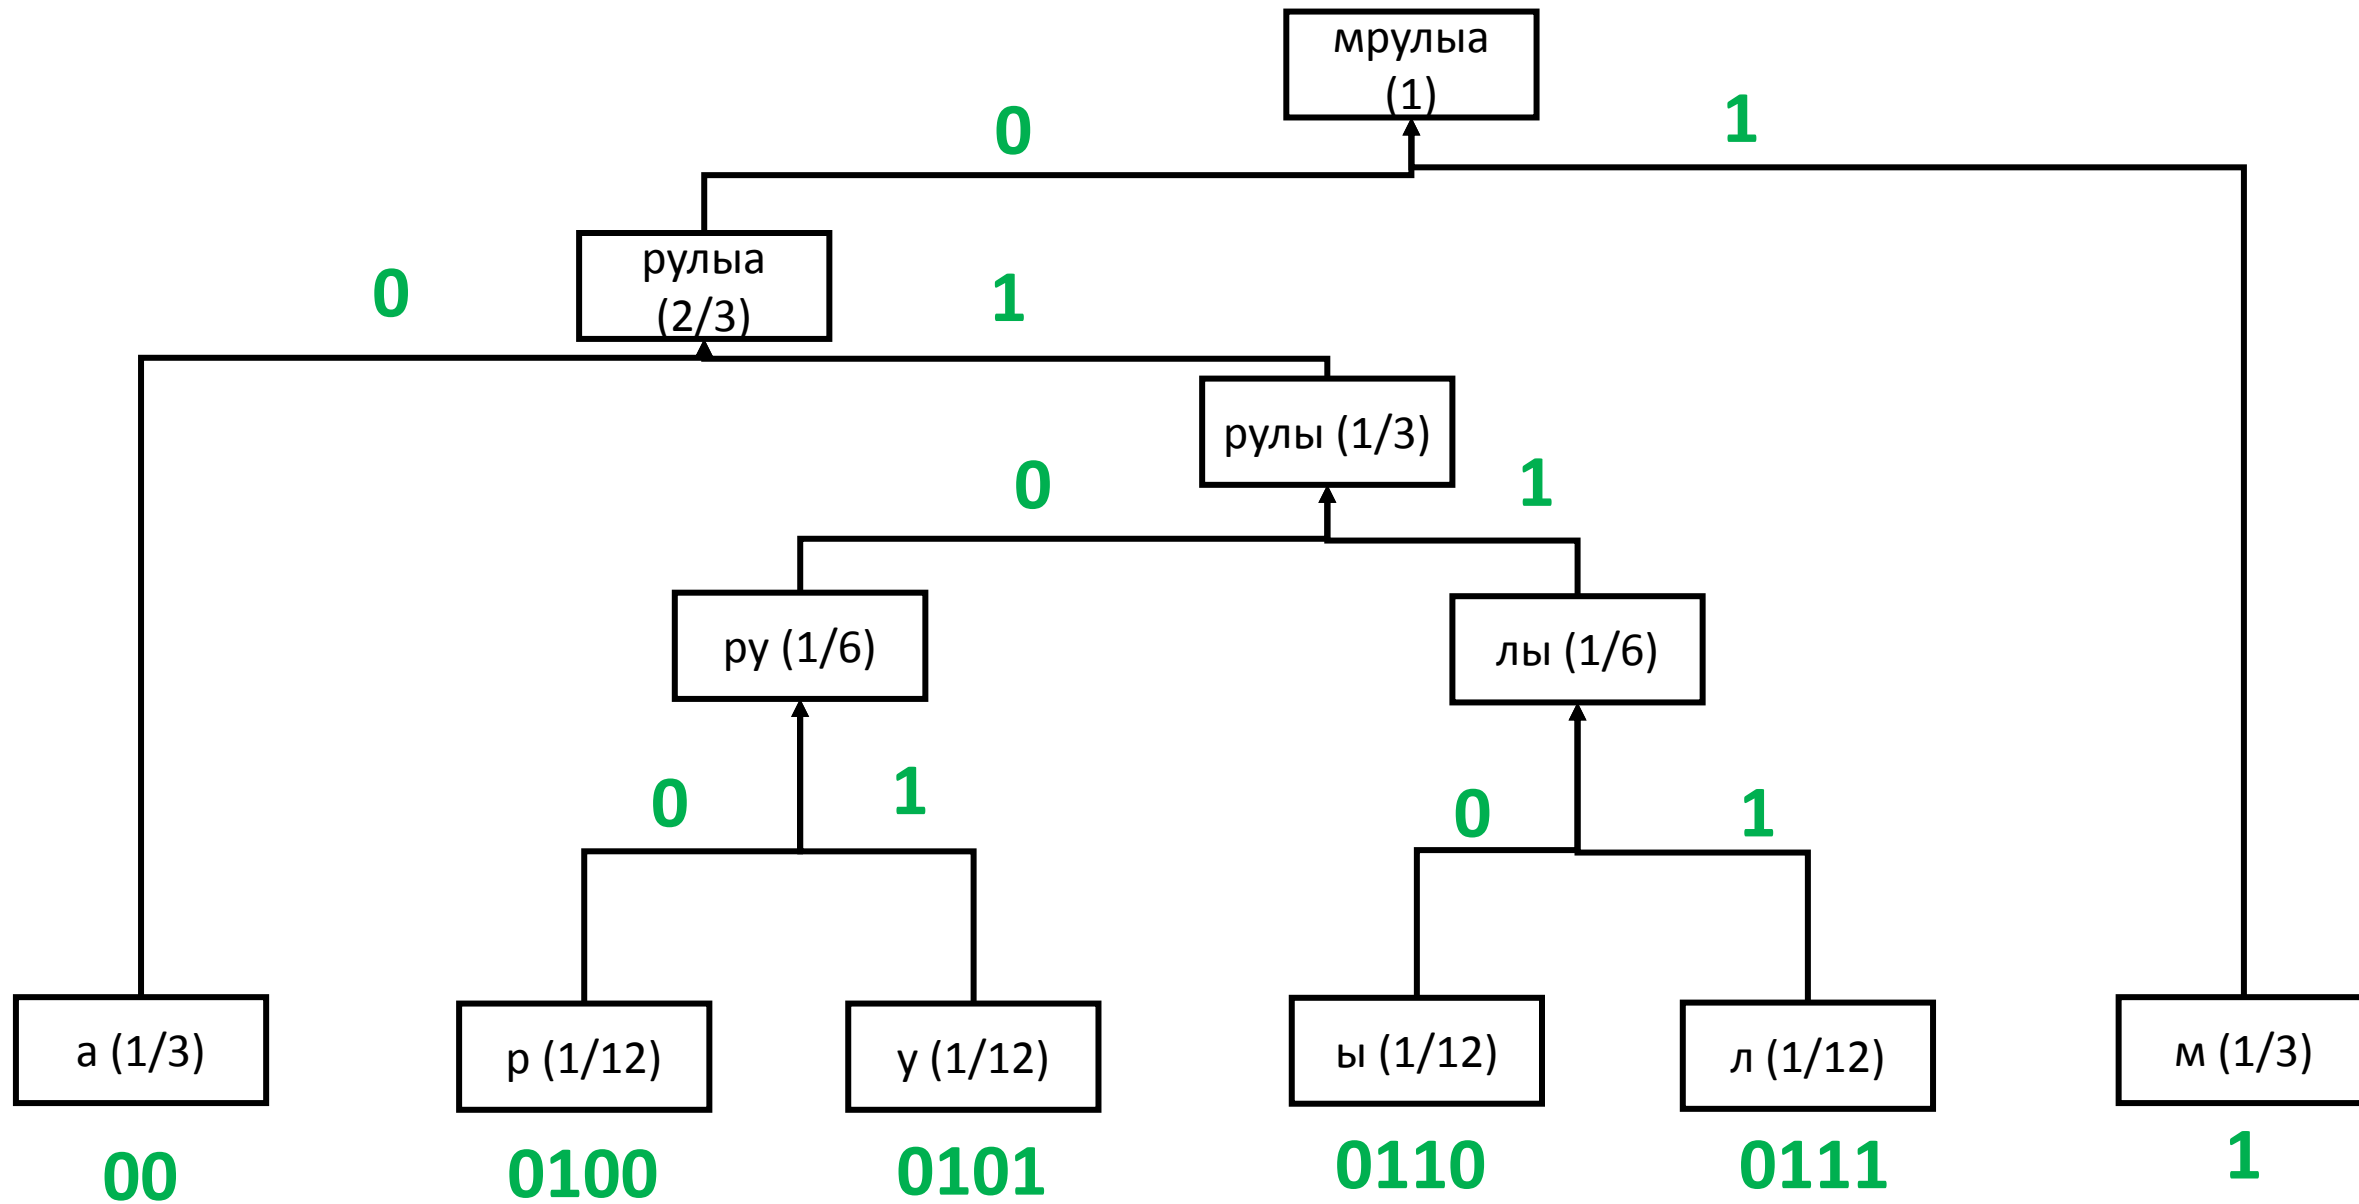 мрулыа
(1)
0
1
рулыа
(2/3)
0
1
рулы (1/3)
0
1
ру (1/6)
лы (1/6)
0
1
0
1
а (1/3)
р (1/12)
у (1/12)
ы (1/12)
л (1/12)
м (1/3)
00
0100
0101
0110
0111
1